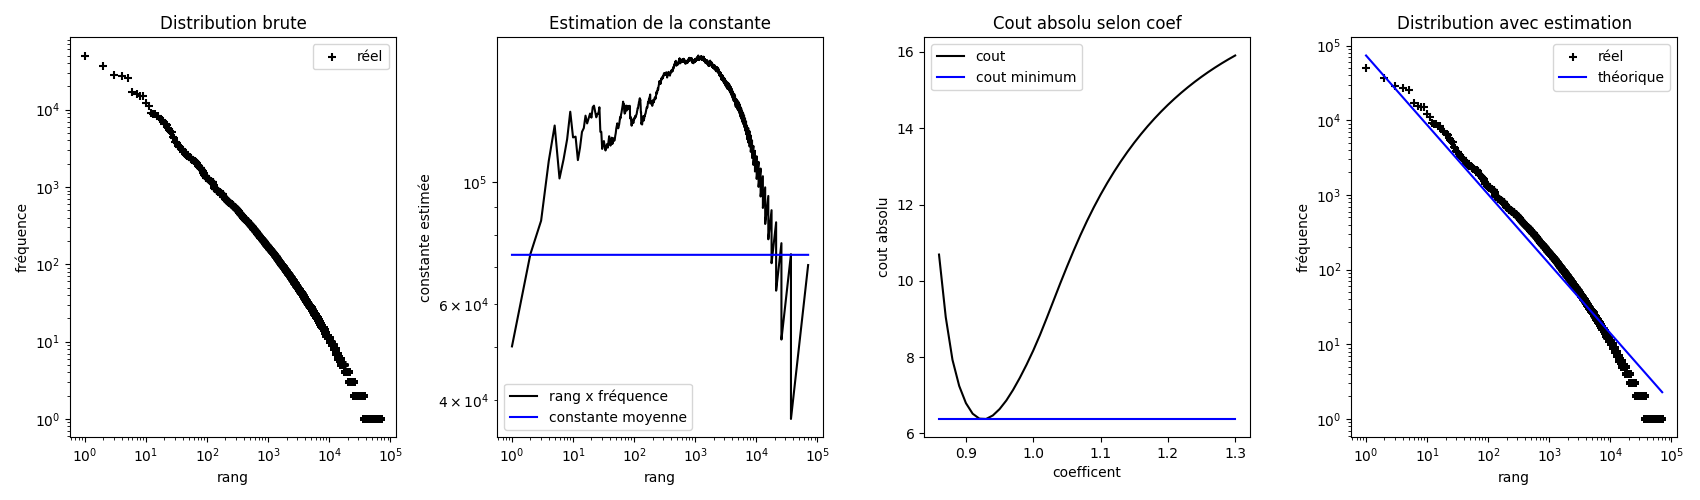 Distribution brute
réel
fréquence
10⁴
10³
10²
10¹
10⁰
10⁰ 10¹ 10² 10³ 10⁴ 10⁵
rang
Estimation de la constante
constante estimée
10⁵
6 × 10⁴
4 × 10⁴
rang x fréquence
constante moyenne
10⁰ 10¹ 10² 10³ 10⁴ 10⁵
rang
Cout absolu selon coef
cout
cout minimum
cout absolu
16
14
12
10
8
6
0.9 1.0 1.1 1.2 1.3
coefficent
Distribution avec estimation
réel
théorique
fréquence
10⁵
10⁴
10³
10²
10¹
10⁰
10⁰ 10¹ 10² 10³ 10⁴ 10⁵
rang